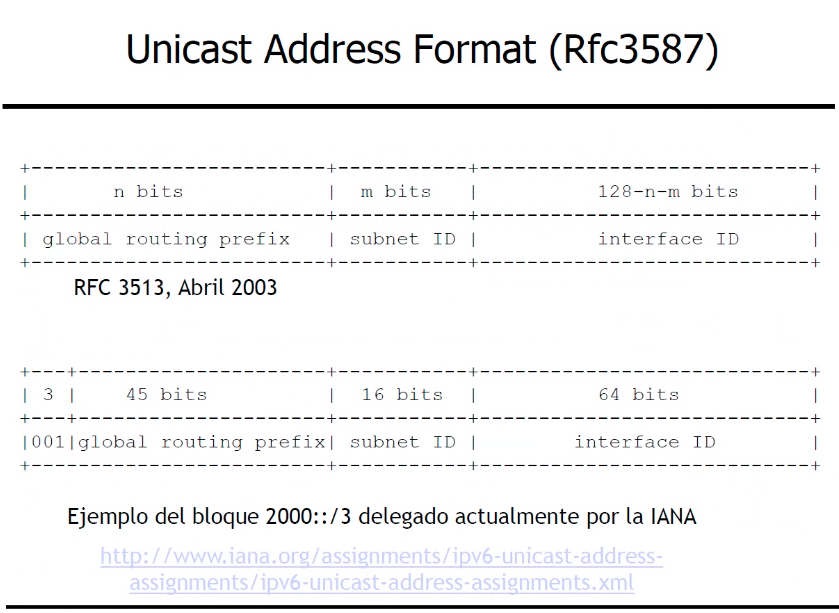 Unicast Address Format (Rfc3587)
+---------------------------+-----------+----------------------------+
| n bits | m bits | 128-n-m bits |
+---------------------------+-----------+----------------------------+
| global routing prefix | subnet ID | interface ID |
+---------------------------+-----------+----------------------------+
RFC 3513, Abril 2003
+---+-----------------------+-----------+----------------------------+
| 3 | 45 bits | 16 bits | 64 bits |
+---+-----------------------+-----------+----------------------------+
|001|global routing prefix| subnet ID | interface ID |
+---------------------------+-----------+----------------------------+
Ejemplo del bloque 2000::/3 delegado actualmente por la IANA
http://www.iana.org/assignments/ipv6-unicast-address-
assignments/ipv6-unicast-address-assignments.xml